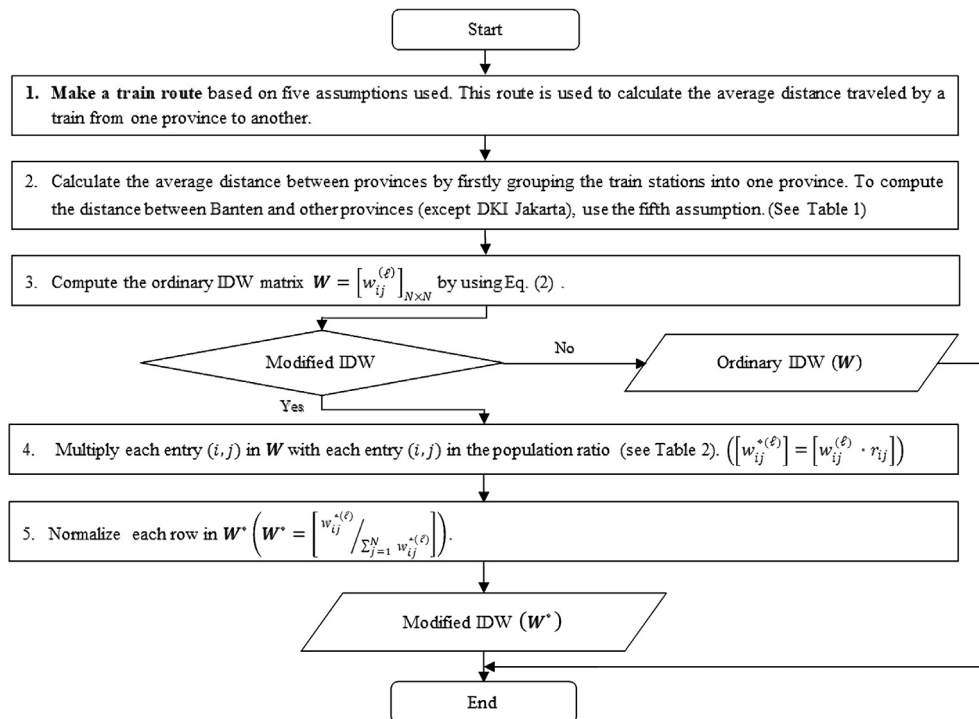 Start
1. Make a train route based on five assumptions used. This route is used to calculate the average distance traveled by a
train from one province to another.
2. Calculate the average distance between provinces by firstly grouping the train stations into one province. To compute
the distance between Banten and other provinces (except DKI Jakarta), use the fifth assumption. (See Table 1)
3. Compute the ordinary IDW matrix W = [w_{ij}^{(ℓ)}]_{N×N} by using Eq. (2) .
Modified IDW
No
Ordinary IDW (W)
Yes
4. Multiply each entry (i,j) in W with each entry (i,j) in the population ratio (see Table 2). ([w_{ij}^{*(ℓ)}] = [w_{ij}^{(ℓ)} · r_{ij}])
5. Normalize each row in W* (W* = [w_{ij}^{*(ℓ)} / Σ_{j=1}^{N} w_{ij}^{*(ℓ)}]).
Modified IDW (W*)
End